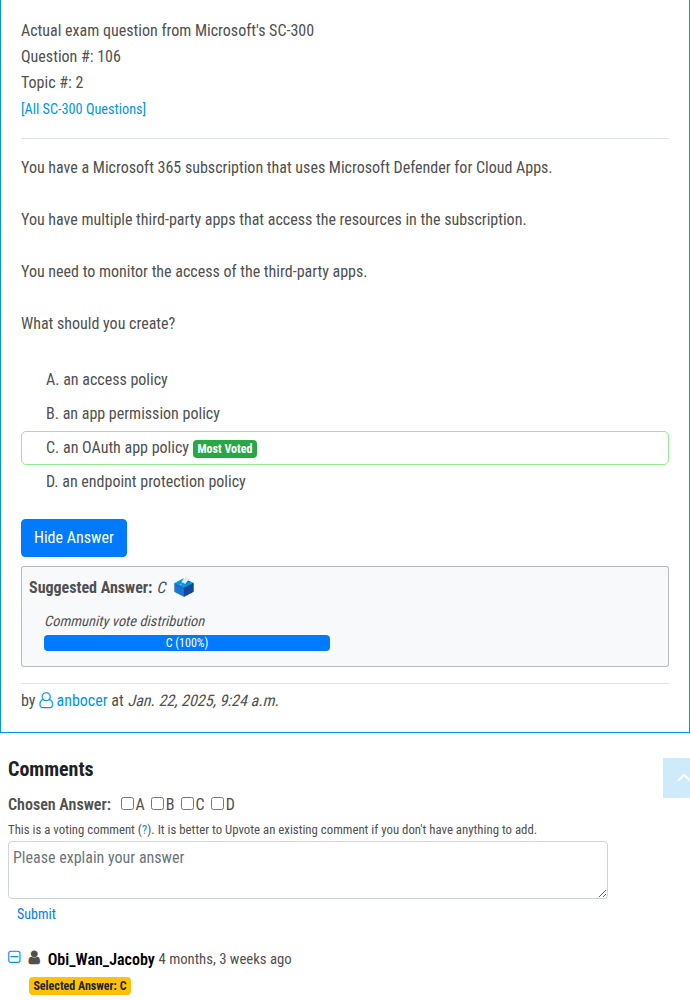 Actual exam question from Microsoft's SC-300
Question #: 106
Topic #: 2
[All SC-300 Questions]
You have a Microsoft 365 subscription that uses Microsoft Defender for Cloud Apps.
You have multiple third-party apps that access the resources in the subscription.
You need to monitor the access of the third-party apps.
What should you create?
A. an access policy
B. an app permission policy
C. an OAuth app policy Most Voted
D. an endpoint protection policy
Hide Answer
Suggested Answer: C
Community vote distribution
C (100%)
by anbocer at Jan. 22, 2025, 9:24 a.m.
Comments
Chosen Answer: A B C D
This is a voting comment (?). It is better to Upvote an existing comment if you don't have anything to add.
Please explain your answer
Submit
Obi_Wan_Jacoby 4 months, 3 weeks ago
Selected Answer: C